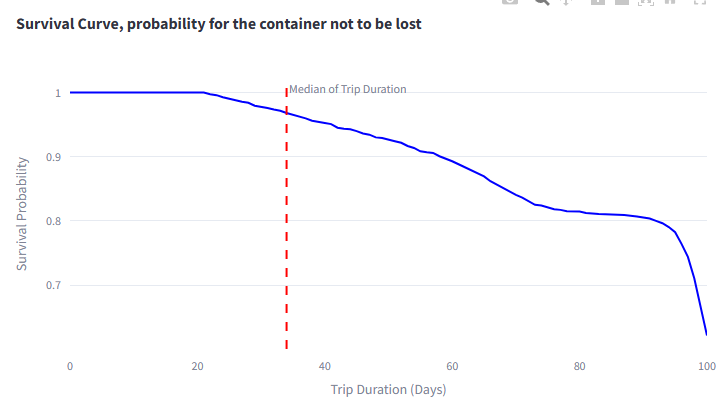 Survival Curve, probability for the container not to be lost
Median of Trip Duration
1
0.9
0.8
0.7
Survival Probability
0
20
40
60
80
100
Trip Duration (Days)